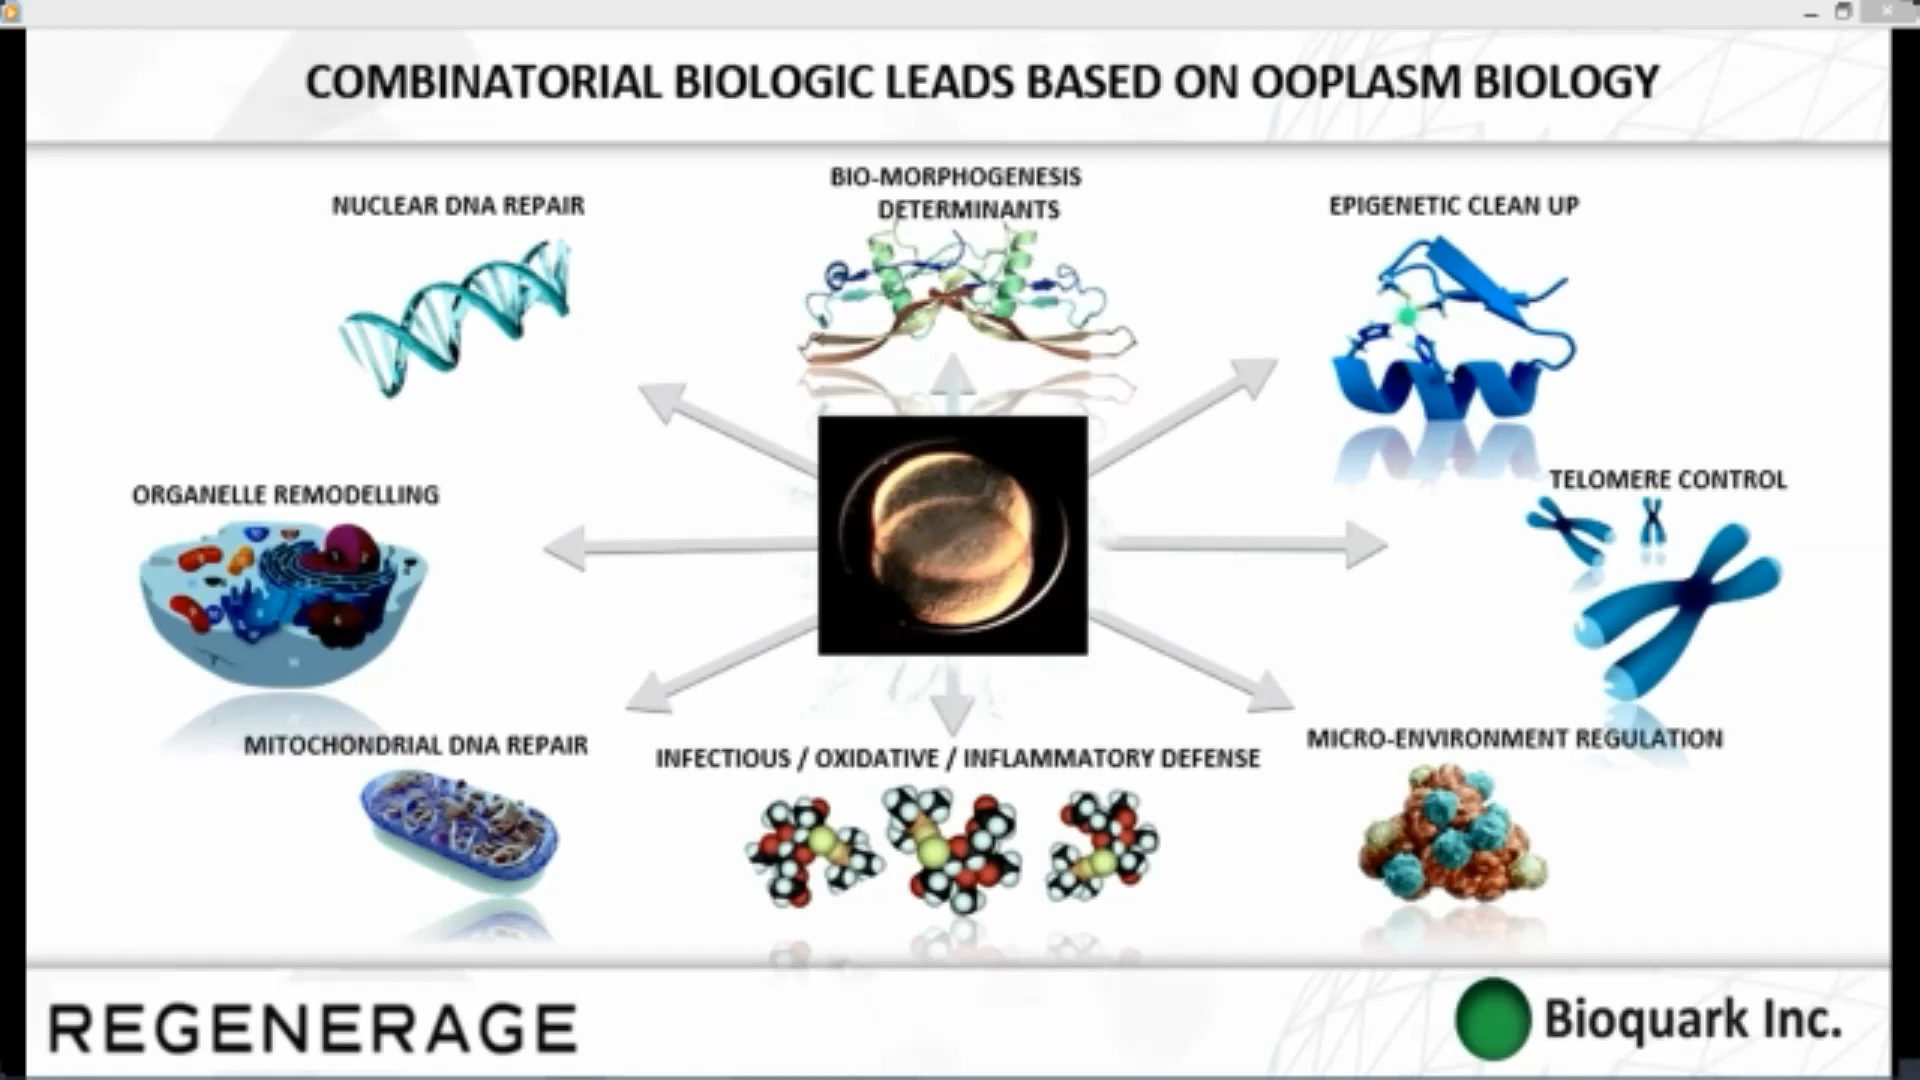 COMBINATORIAL BIOLOGIC LEADS BASED ON OOPLASM BIOLOGY
NUCLEAR DNA REPAIR
BIO-MORPHOGENESIS
DETERMINANTS
EPIGENETIC CLEAN UP
ORGANELLE REMODELLING
TELOMERE CONTROL
MITOCHONDRIAL DNA REPAIR
INFECTIOUS / OXIDATIVE / INFLAMMATORY DEFENSE
MICRO-ENVIRONMENT REGULATION
REGENERAGE
Bioquark Inc.